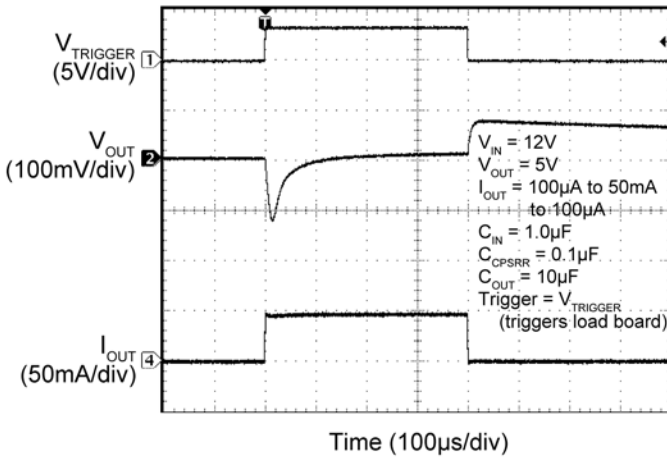 T
V_TRIGGER
(5V/div)
1
V_OUT
(100mV/div)
2
V_IN = 12V
V_OUT = 5V
I_OUT = 100µA to 50mA
to 100µA
C_IN = 1.0µF
C_CPSRR = 0.1µF
C_OUT = 10µF
Trigger = V_TRIGGER
(triggers load board)
I_OUT
(50mA/div)
4
Time (100µs/div)